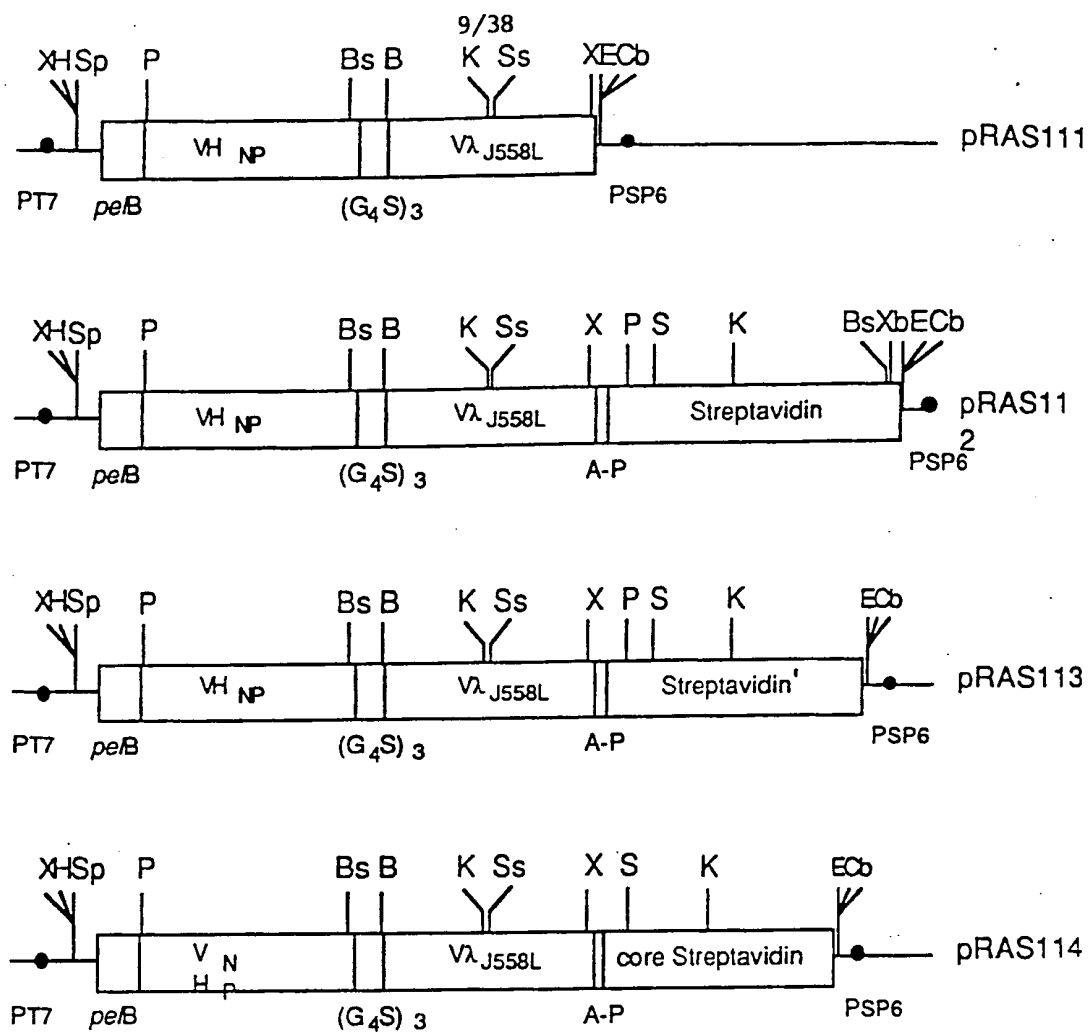 9/38
XHSp P Bs B K Ss XECb
VH NP Vλ J558L pRAS111
PT7 pelB (G4S)3 PSP6
XHSp P Bs B K Ss X P S K BsXbECb
VH NP Vλ J558L Streptavidin pRAS11
2
PT7 pelB (G4S)3 A-P PSP6
XHSp P Bs B K Ss X P S K ECb
VH NP Vλ J558L Streptavidin' pRAS113
PT7 pelB (G4S)3 A-P PSP6
XHSp P Bs B K Ss X S K ECb
V N Vλ J558L core Streptavidin pRAS114
H P
PT7 pelB (G4S)3 A-P PSP6